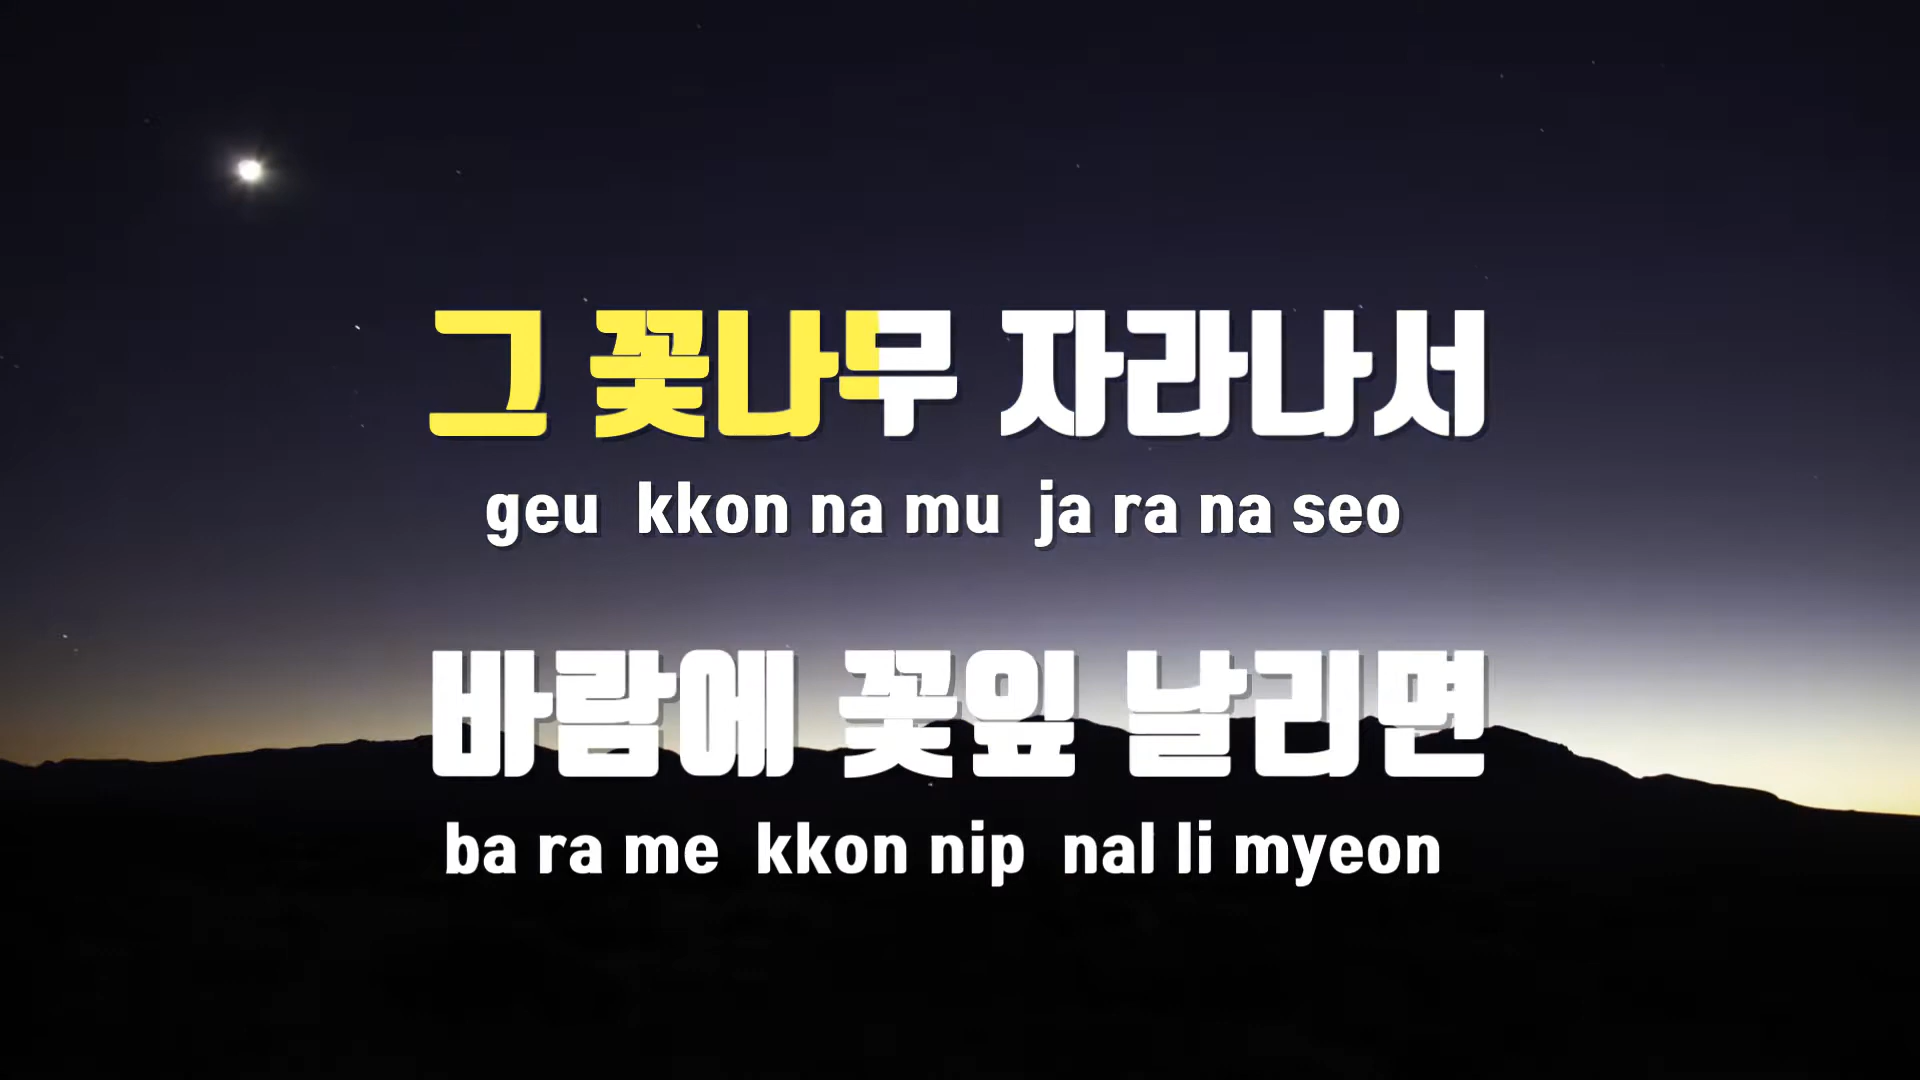 그 꽃나무 자라나서
geu kkon na mu ja ra na seo
바람에 꽃잎 날리면
ba ra me kkon nip nal li myeon